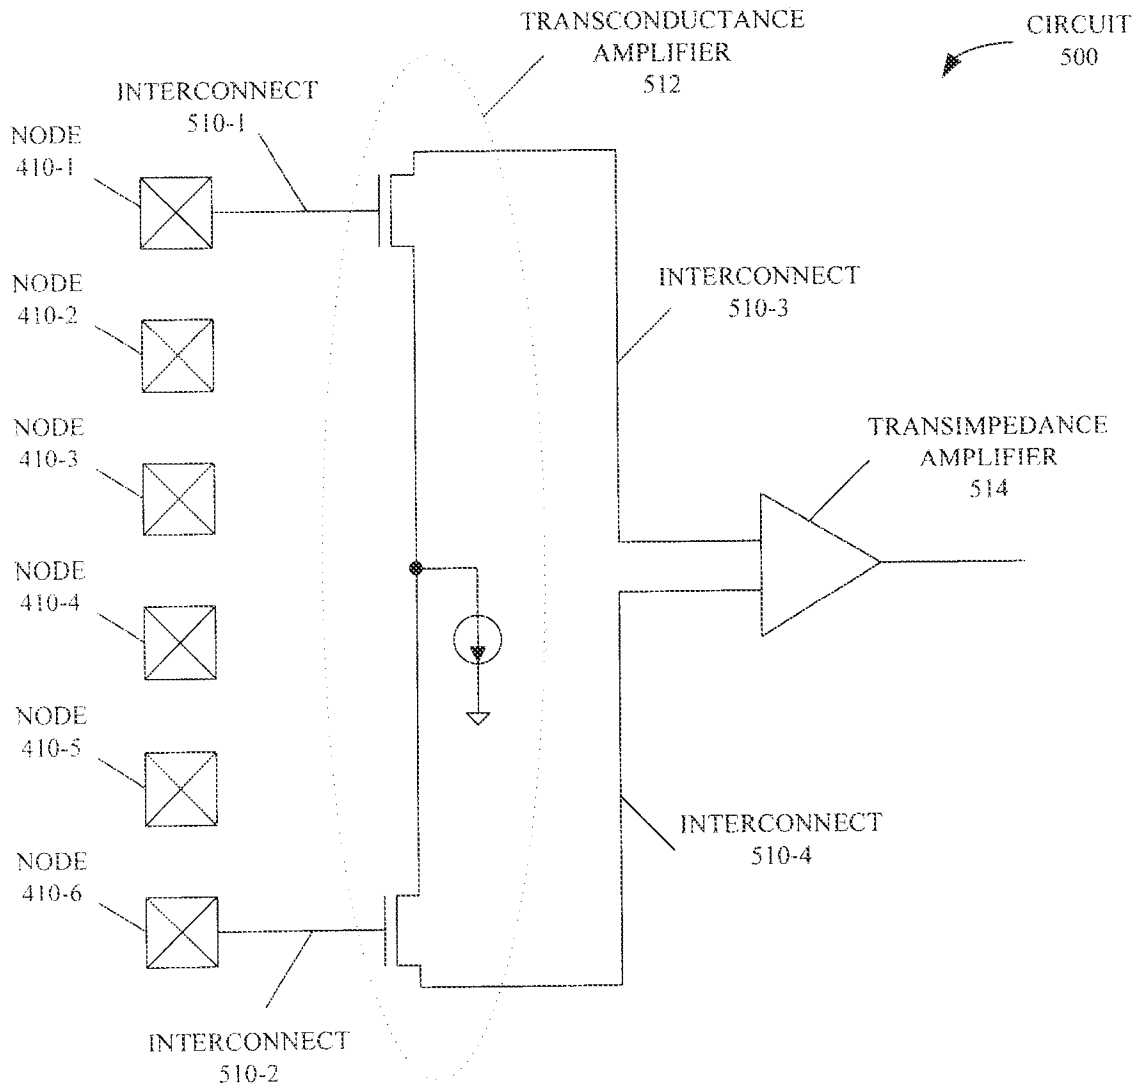 TRANSCONDUCTANCE
AMPLIFIER
512
CIRCUIT
500
INTERCONNECT
510-1
NODE
410-1
NODE
410-2
INTERCONNECT
510-3
NODE
410-3
TRANSIMPEDANCE
AMPLIFIER
514
NODE
410-4
NODE
410-5
INTERCONNECT
510-4
NODE
410-6
INTERCONNECT
510-2